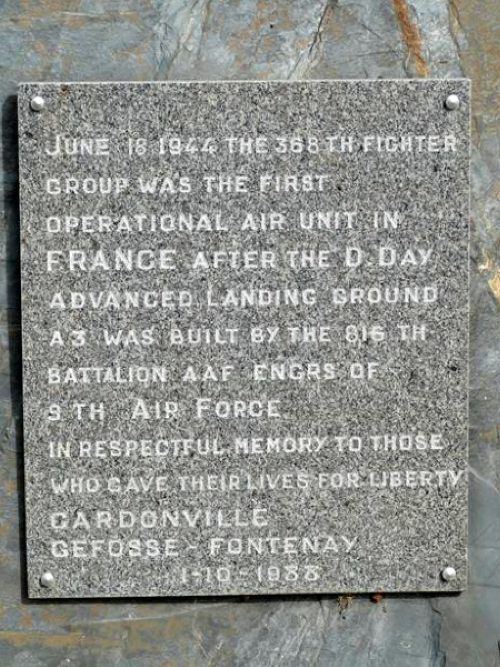 JUNE 18 1944 THE 368TH FIGHTER
GROUP WAS THE FIRST
OPERATIONAL AIR UNIT IN
FRANCE AFTER THE D.DAY
ADVANCED LANDING GROUND
A3 WAS BUILT BY THE 816 TH
BATTALION AAF ENGRS OF
9 TH AIR FORCE
IN RESPECTFUL MEMORY TO THOSE
WHO GAVE THEIR LIVES FOR LIBERTY
CARDONVILLE
GEFOSSE - FONTENAY
1-10-1988